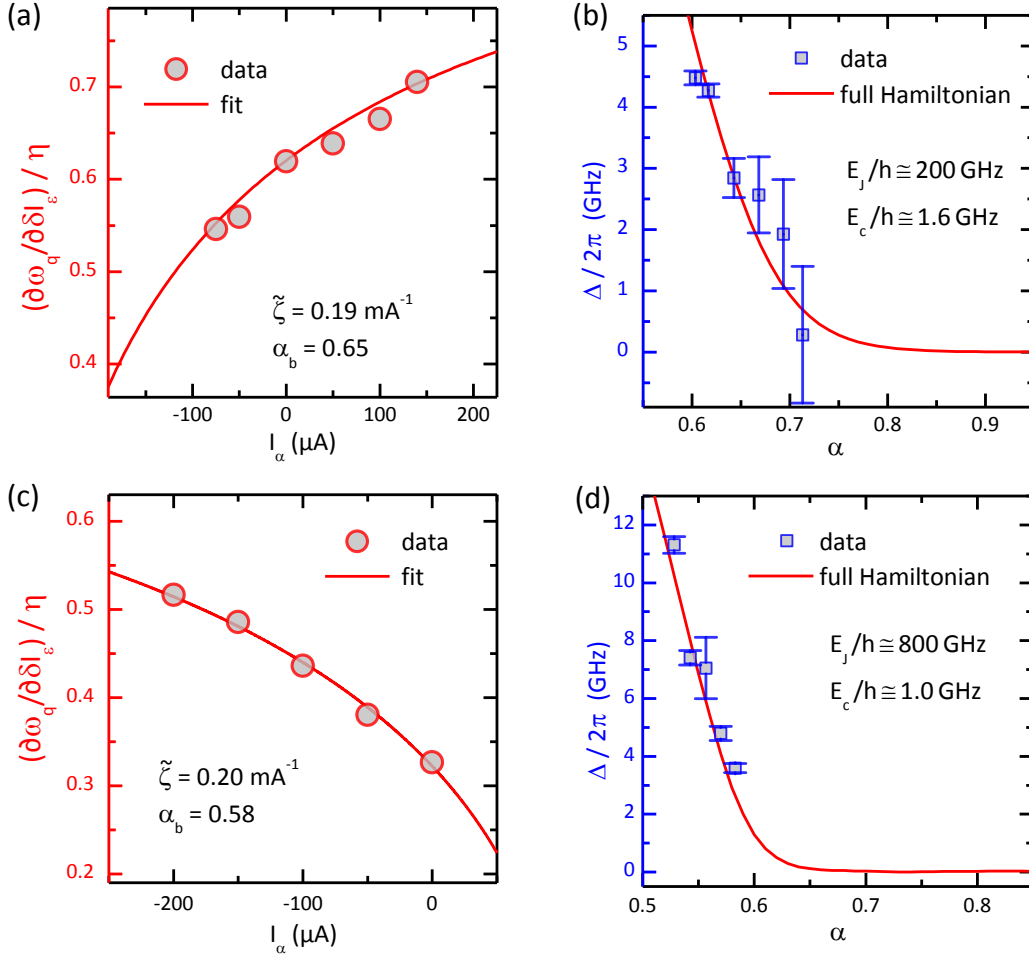 (a)
(∂ω_q/∂δI_ε) / η
0.7
0.6
0.5
0.4
data
fit
ζ̃ = 0.19 mA⁻¹
α_b = 0.65
-100
0
100
200
I_α (μA)
(b)
Δ / 2π (GHz)
5
4
3
2
1
0
data
full Hamiltonian
E_J/h ≅ 200 GHz
E_c/h ≅ 1.6 GHz
0.6
0.7
0.8
0.9
α
(c)
(∂ω_q/∂δI_ε) / η
0.6
0.5
0.4
0.3
0.2
data
fit
ζ̃ = 0.20 mA⁻¹
α_b = 0.58
-200
-100
0
I_α (μA)
(d)
Δ / 2π (GHz)
12
10
8
6
4
2
0
data
full Hamiltonian
E_J/h ≅ 800 GHz
E_c/h ≅ 1.0 GHz
0.5
0.6
0.7
0.8
α